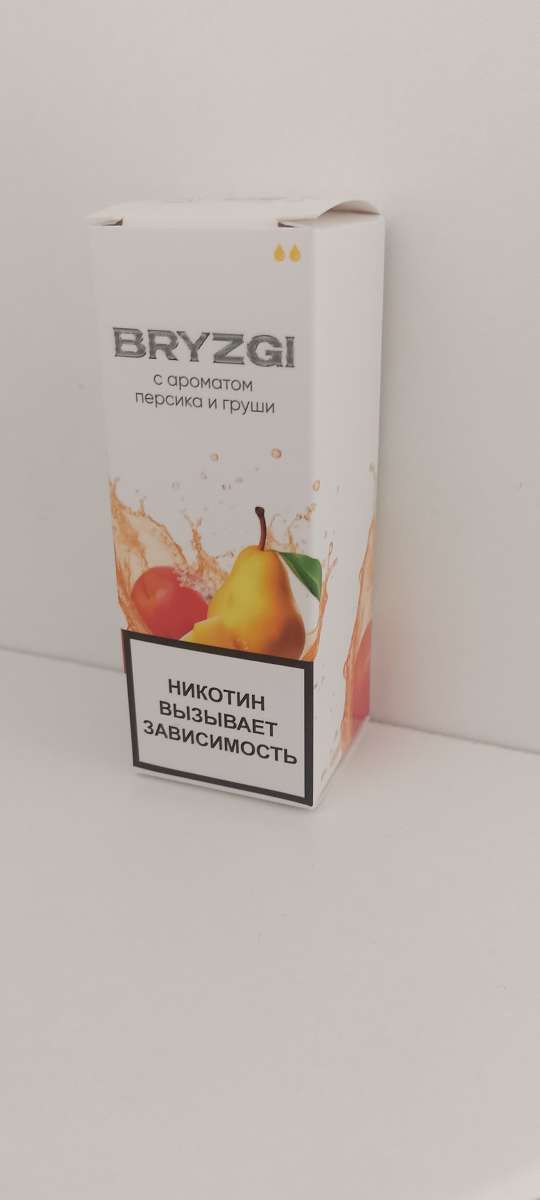 BRYZGI
с ароматом
персика и груши
НИКОТИН
ВЫЗЫВАЕТ
ЗАВИСИМОСТЬ